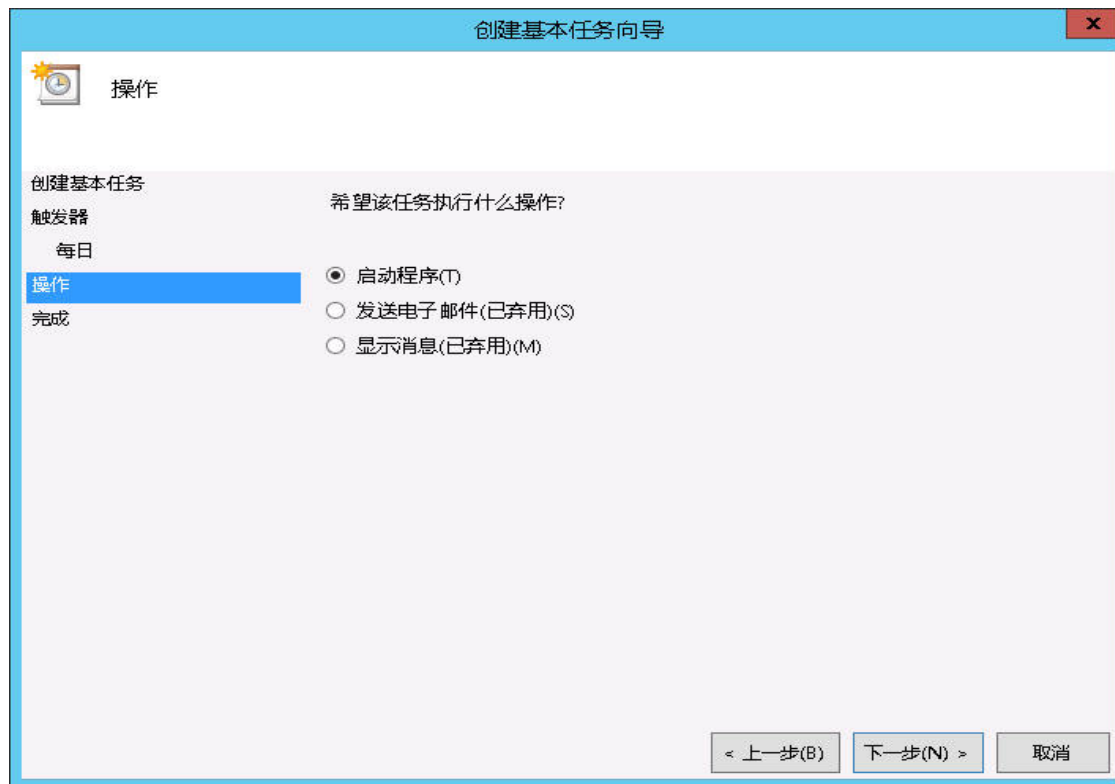 创建基本任务向导
x
操作
创建基本任务
触发器
每日
操作
完成
希望该任务执行什么操作?
启动程序(T)
发送电子邮件(已弃用)(S)
显示消息(已弃用)(M)
< 上一步(B)
下一步(N) >
取消